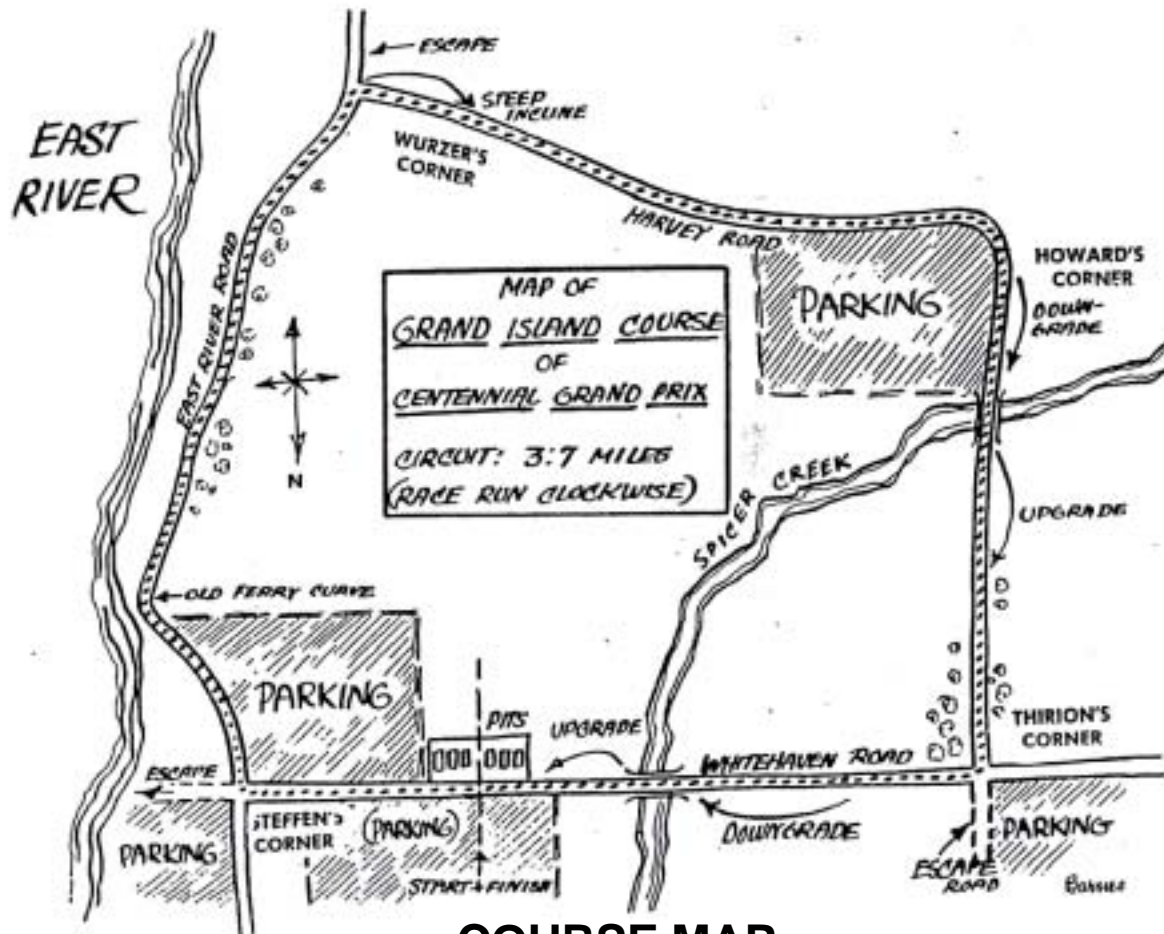 ESCAPE
STEEP
INCLINE
EAST
RIVER
WURZER'S
CORNER
HARVEY ROAD
EAST RIVER ROAD
HOWARD'S
CORNER
DOWN-
GRADE
PARKING
MAP OF
GRAND ISLAND COURSE
OF
CENTENNIAL GRAND PRIX
CIRCUIT: 3:7 MILES
(RACE RUN CLOCKWISE)
N
SPICER CREEK
UPGRADE
OLD FERRY CURVE
PARKING
PITS
UPGRADE
THIRION'S
CORNER
WHITEHAVEN ROAD
ESCAPE
STEFFEN'S
CORNER
(PARKING)
DOWNGRADE
PARKING
PARKING
START & FINISH
ESCAPE
ROAD
COURSE MAP